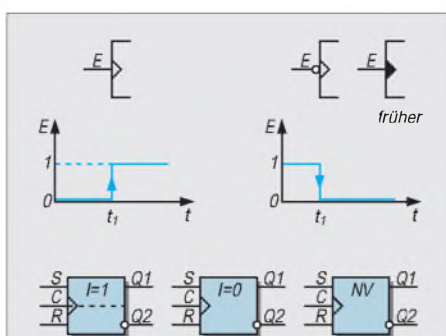 E E E
früher
E E
1 1
0 0
t1 t t1 t
S I=1 Q1 S I=0 Q1 S NV Q1
C C C
R Q2 R Q2 R Q2